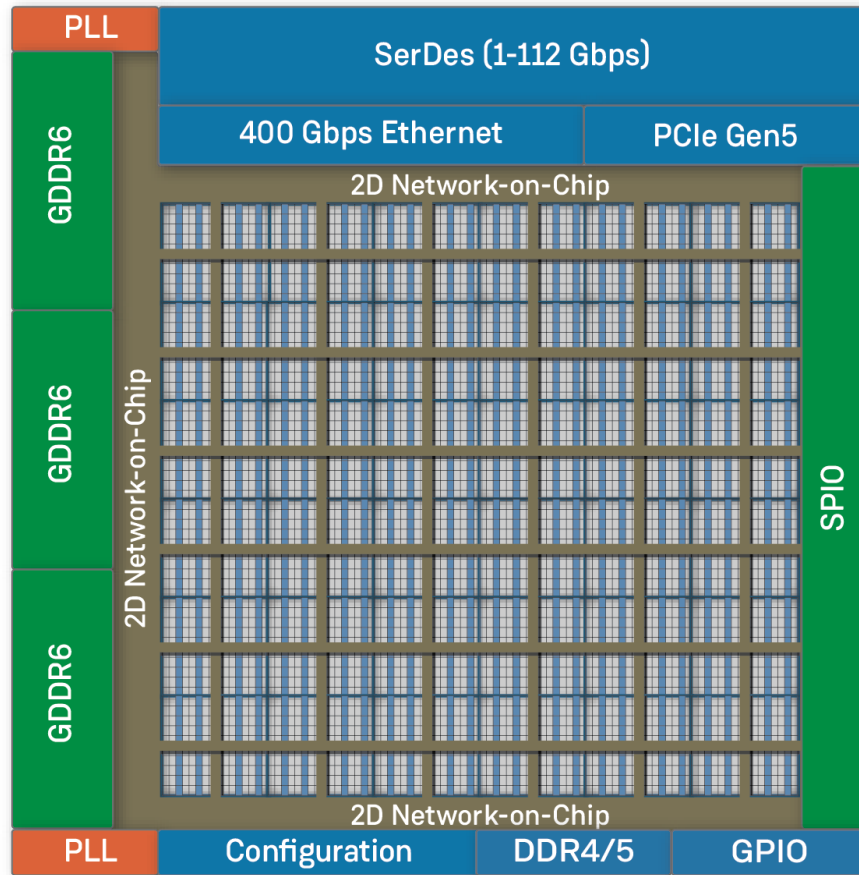 PLL
SerDes (1-112 Gbps)
400 Gbps Ethernet
PCIe Gen5
GDDR6
2D Network-on-Chip
GDDR6
2D Network-on-Chip
SPIO
GDDR6
2D Network-on-Chip
PLL
Configuration
DDR4/5
GPIO